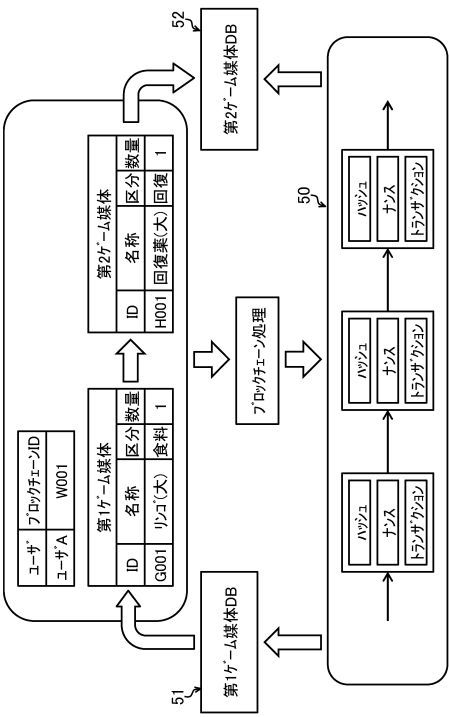 ユーザ ブロックチェーンID
ユーザA W001
第1ゲーム媒体
ID 名称 区分 数量
G001 リンゴ(大) 食料 1
第2ゲーム媒体
ID 名称 区分 数量
H001 回復薬(大) 回復 1
51
第1ゲーム媒体DB
ブロックチェーン処理
52
第2ゲーム媒体DB
50
ハッシュ
ナンス
トランザクション
ハッシュ
ナンス
トランザクション
ハッシュ
ナンス
トランザクション